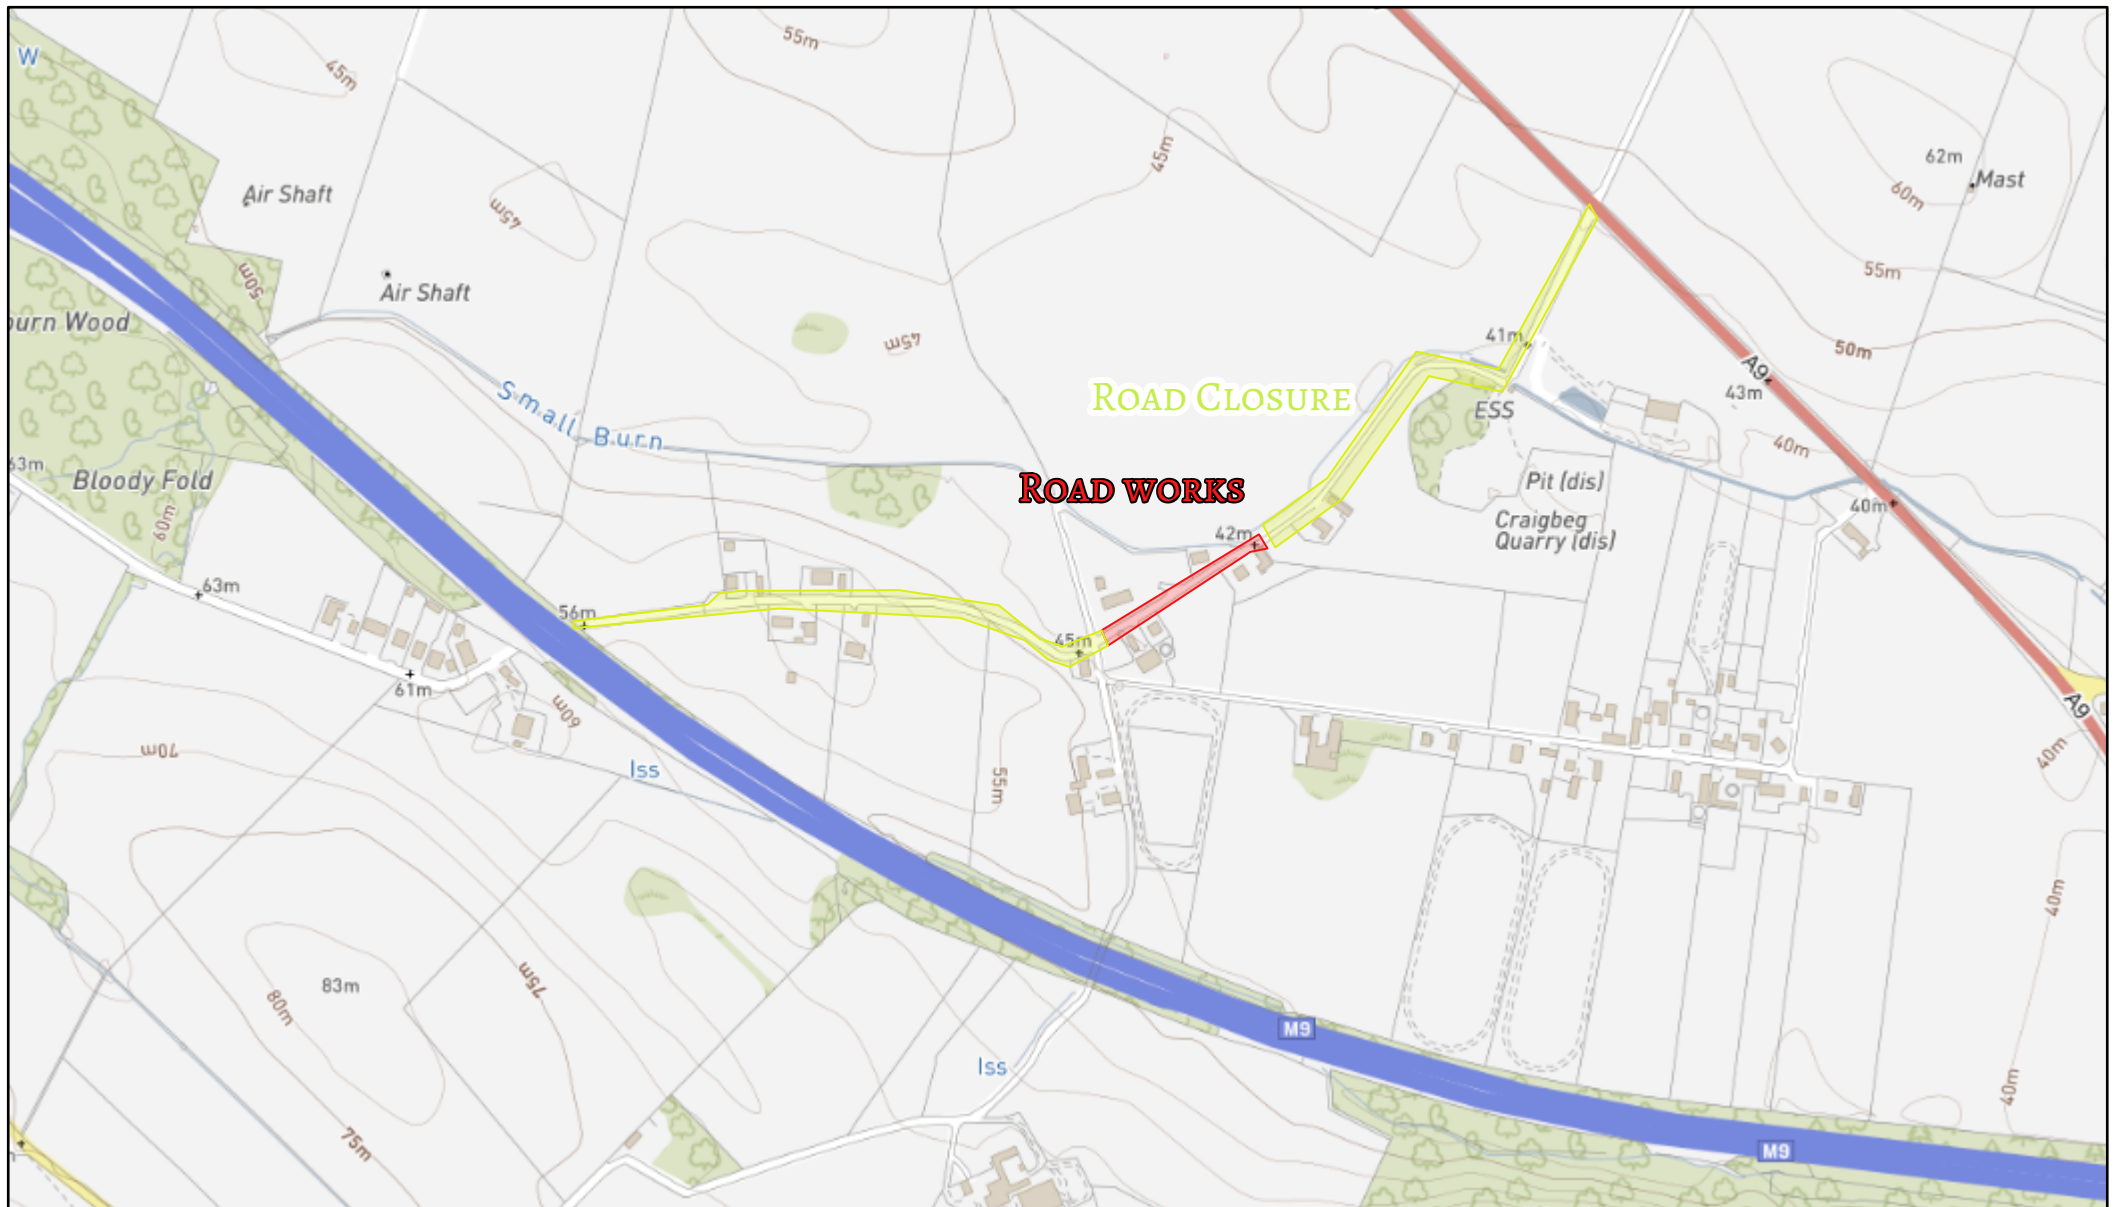 W
45m
55m
45m
62m
Mast
60m
Air Shaft
45m
50m
Air Shaft
55m
burn Wood
45m
41m
50m
A9
43m
Small Burn
ROAD CLOSURE
ESS
40m
63m
Bloody Fold
60m
ROAD WORKS
Pit (dis)
Craigbeg
Quarry (dis)
40m
42m
63m
56m
45m
61m
60m
A9
70m
Iss
55m
40m
40m
83m
75m
80m
M9
Iss
40m
75m
M9